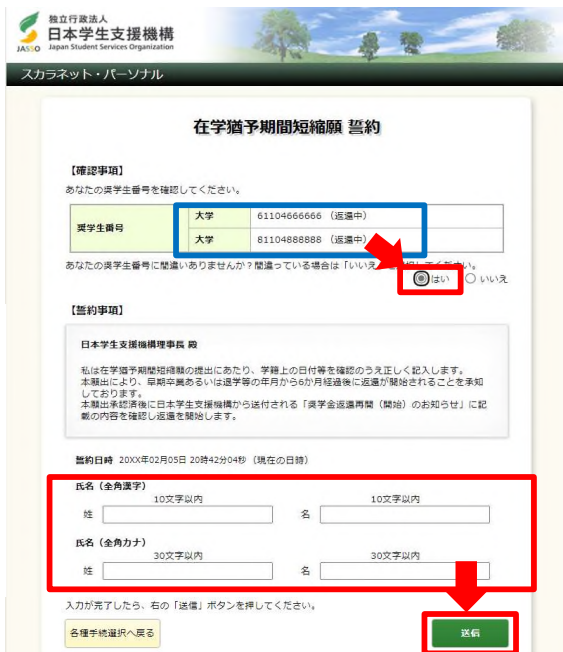 独立行政法人
日本学生支援機構
JASSO Japan Student Services Organization
スカラネット・パーソナル
在学猶予期間短縮願 誓約
【確認事項】
あなたの奨学生番号を確認してください。
奨学生番号 大学 61104666666 (返還中)
大学 81104888888 (返還中)
あなたの奨学生番号に間違いありませんか?間違っている場合は「いいえ
ください。
はい いいえ
【誓約事項】
日本学生支援機構理事長 殿
私は在学猶予期間短縮願の提出にあたり、学籍上の日付等を確認のうえ正しく記入します。
本願出により、早期卒業あるいは退学等の年月から6か月経過後に返還が開始されることを承知
しております。
本願出承認済後に日本学生支援機構から送付される「奨学金返還再開(開始)のお知らせ」に記
載の内容を確認し返還を開始します。
誓約日時 20XX年02月05日 20時42分04秒 (現在の日時)
氏名(全角漢字)
10文字以内 10文字以内
姓 名
氏名(全角カナ)
30文字以内 30文字以内
姓 名
入力が完了したら、右の「送信」ボタンを押してください。
各種手続選択へ戻る 送信